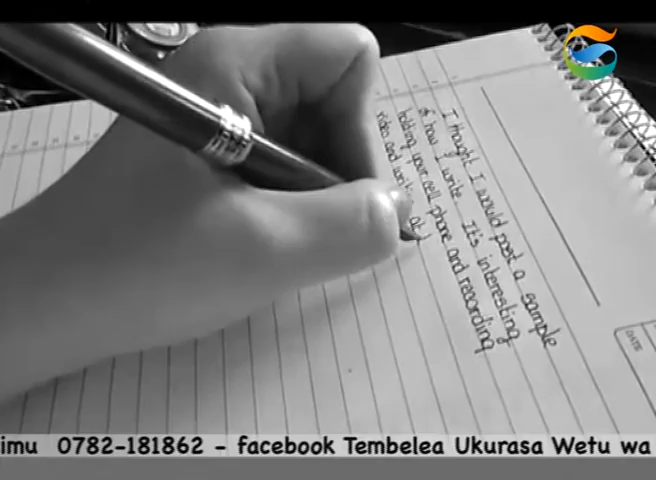 I thought I would post a sample
of how I write. It's interesting
holding your cell phone and recording
video and writing at
DATE
imu 0782-181862 - facebook Tembelea Ukurasa Wetu wa